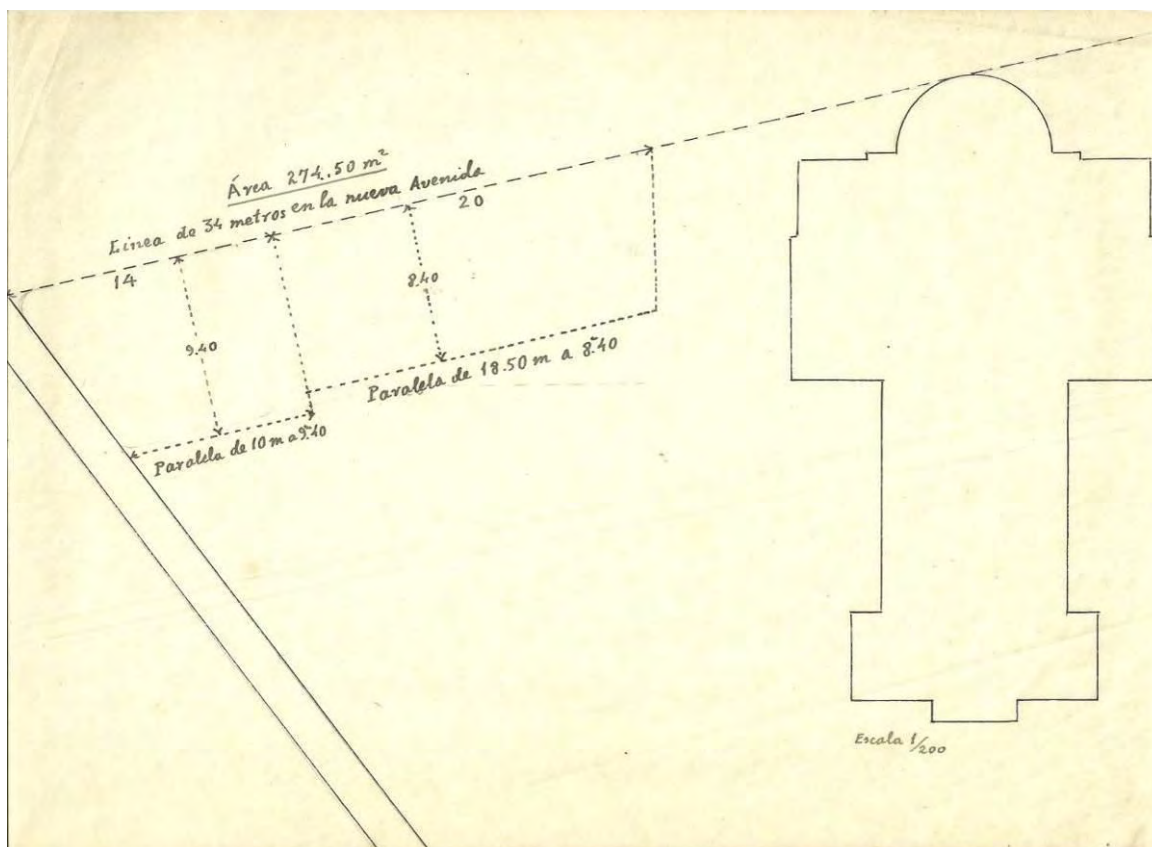 Área 274.50 m²
Línea de 34 metros en la nueva Avenida
14
20
9.40
8.40
Paralela de 18.50 m a 8.40
Paralela de 10 m a 9.40
Escala 1/200